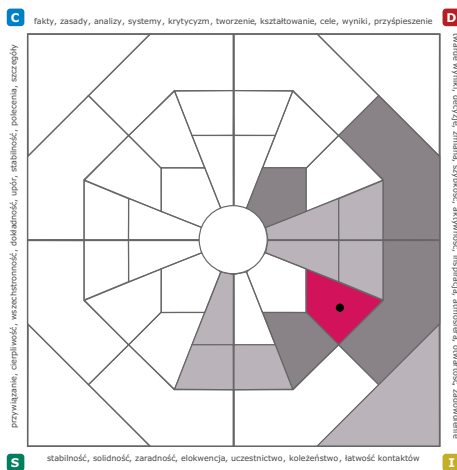 C
fakty, zasady, analizy, systemy, krytycyzm, tworzenie, kształtowanie, cele, wyniki, przyśpieszenie
D
przywiązanie, cierpliwość, wszechstronność, dokładność, upór, stabilność, polecenia, szczegóły
S
stabilność, solidność, zaradność, elokwencja, uczestnictwo, koleżeństwo, łatwość kontaktów
I